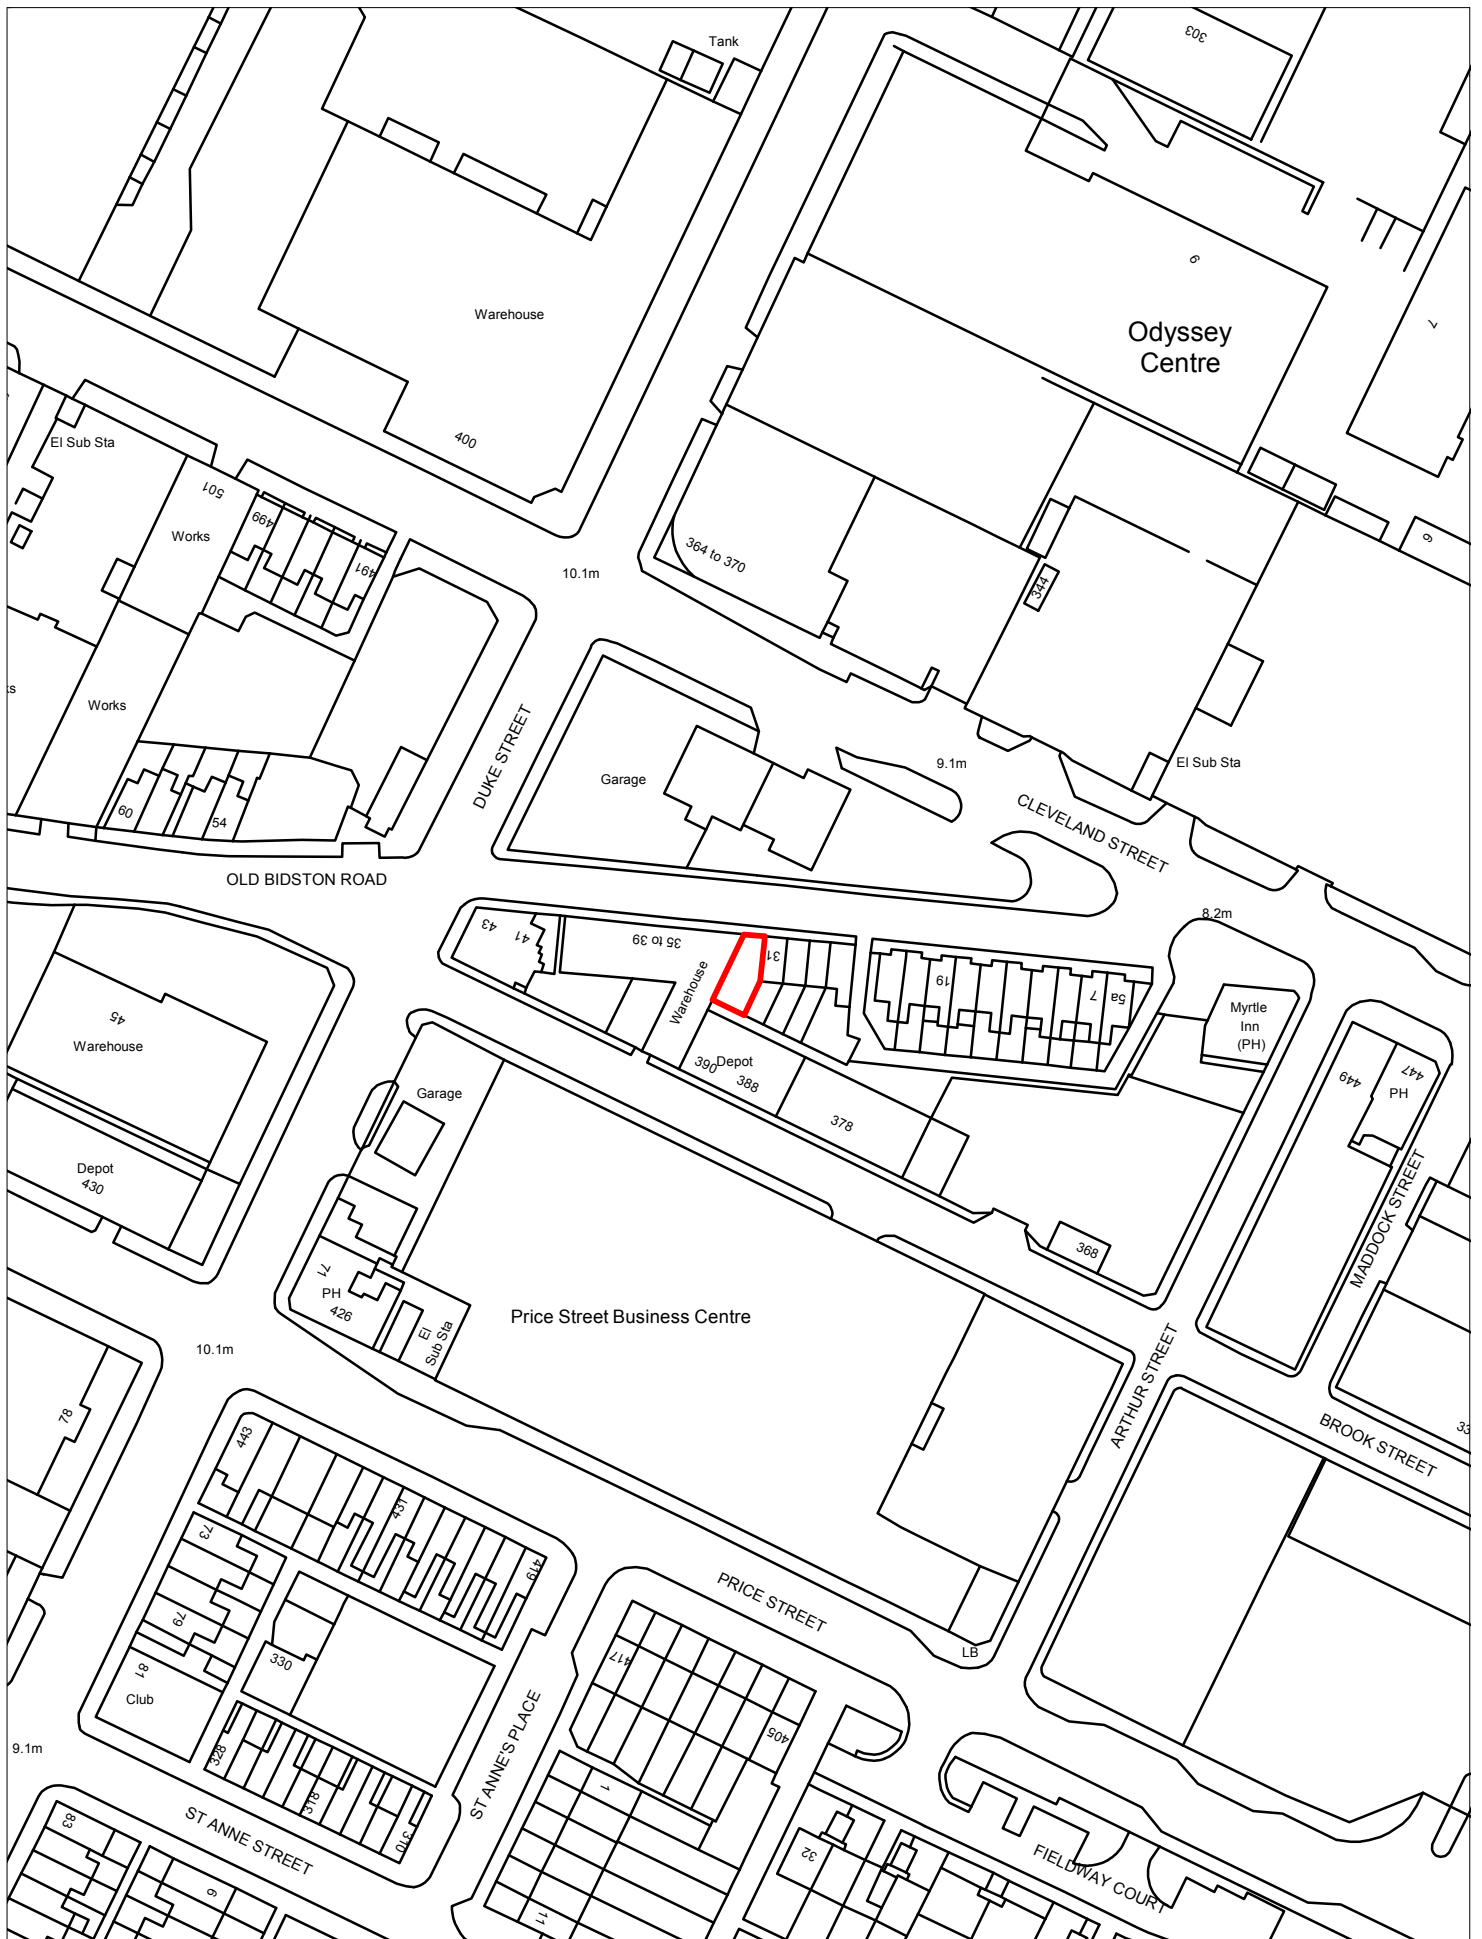 303
Tank
6
7
Warehouse
Odyssey
Centre
400
El Sub Sta
501
499
Works
491
364 to 370
10.1m
344
6
ks
Works
DUKE STREET
Garage
9.1m
El Sub Sta
CLEVELAND STREET
60
54
OLD BIDSTON ROAD
8.2m
43
41
35 to 39
31
Warehouse
19
7
5a
Myrtle
Inn
(PH)
45
Warehouse
390
Depot
388
378
449
447
PH
Garage
Depot
430
MADDOCK STREET
368
71
PH
426
El
Sub Sta
Price Street Business Centre
10.1m
ARTHUR STREET
78
443
431
419
BROOK STREET
33
73
79
81
Club
330
PRICE STREET
LB
417
405
ST ANNE'S PLACE
9.1m
328
318
310
1
83
ST ANNE STREET
32
FIELDWAY COURT
9
11